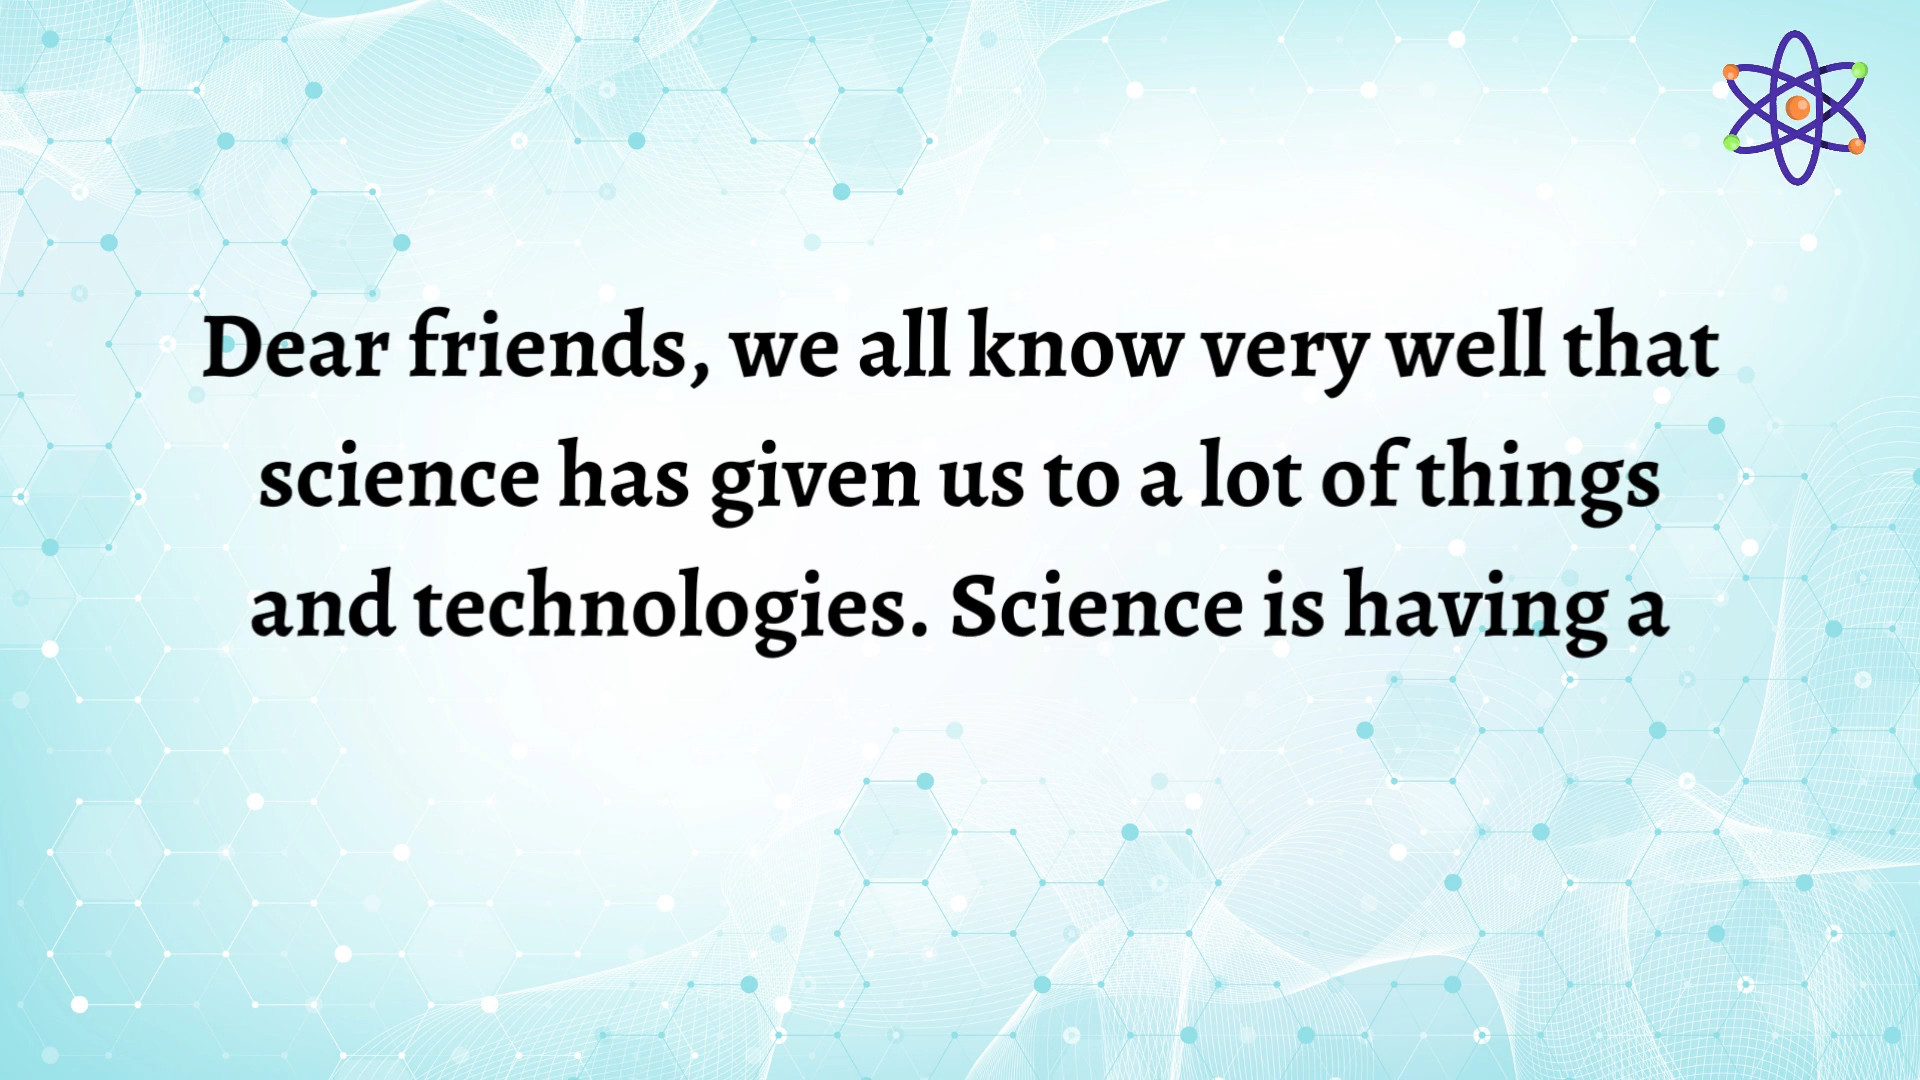 Dear friends, we all know very well that
science has given us to a lot of things
and technologies. Science is having a